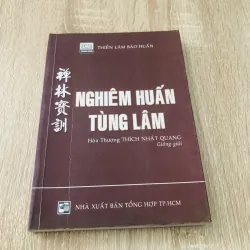 THIỀN LÂM BẢO HUẤN
禪林寶訓
NGHIÊM HUẤN
TÙNG LÂM
Hòa Thượng THÍCH NHẬT QUANG
Giảng giải
NHÀ XUẤT BẢN TỔNG HỢP TP.HCM